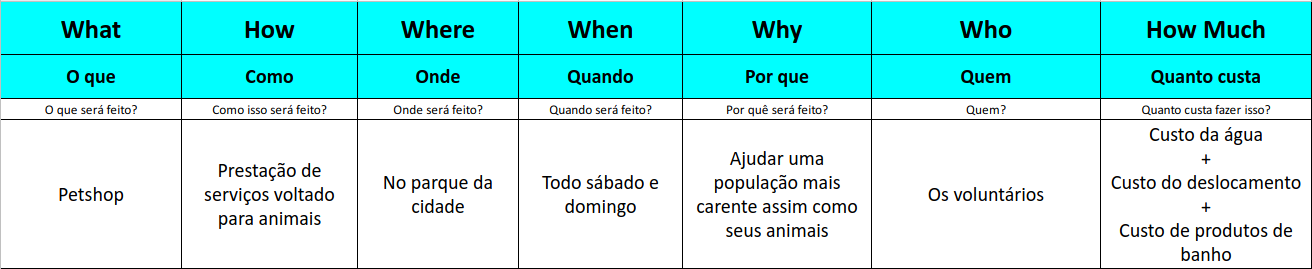 What How Where When Why Who How Much
O que Como Onde Quando Por que Quem Quanto custa
O que será feito? Como isso será feito? Onde será feito? Quando será feito? Por quê será feito? Quem? Quanto custa fazer isso?
Petshop
Prestação de
serviços voltado
para animais
No parque da
cidade
Todo sábado e
domingo
Ajudar uma
população mais
carente assim como
seus animais
Os voluntários
Custo da água
+
Custo do deslocamento
+
Custo de produtos de
banho